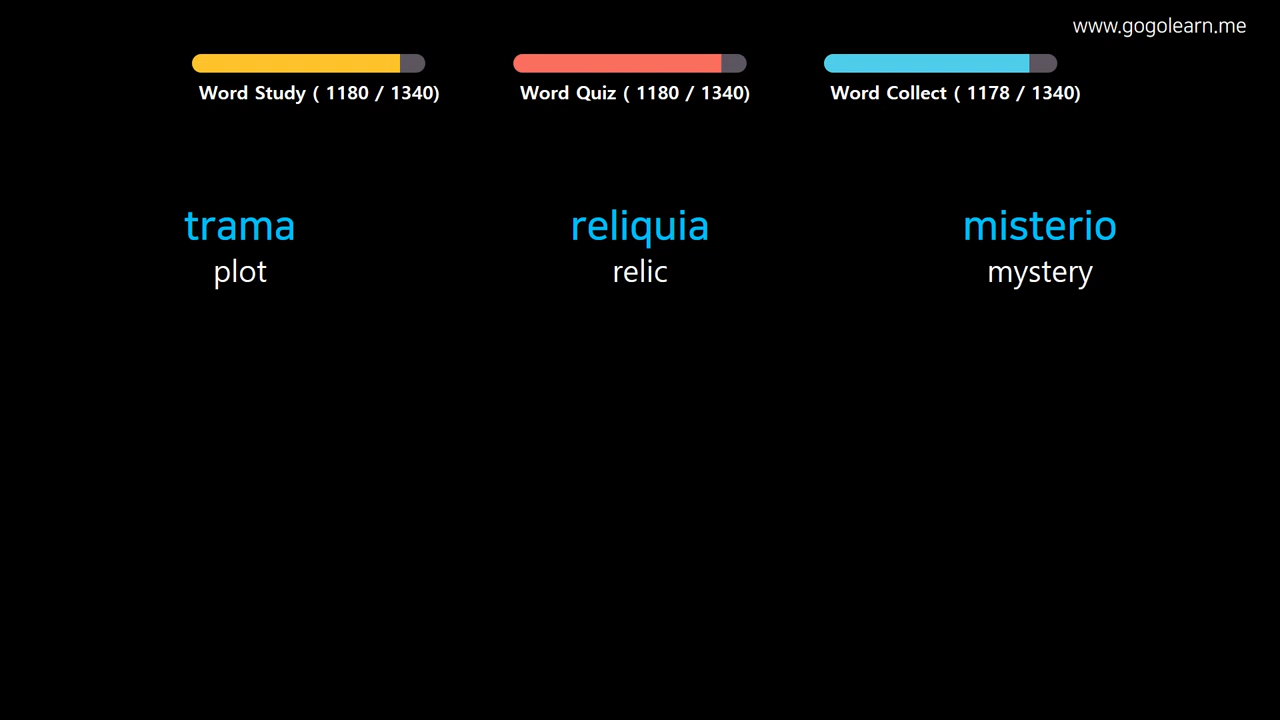 www.gogolearn.me
Word Study ( 1180 / 1340)
Word Quiz ( 1180 / 1340)
Word Collect ( 1178 / 1340)
trama
plot
reliquia
relic
misterio
mystery